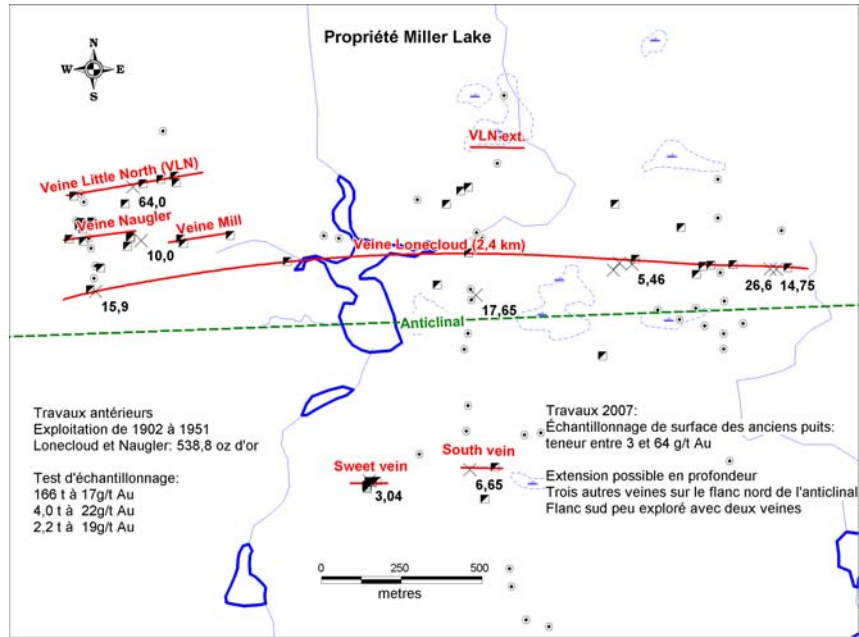 Propriété Miller Lake
N
W E
S
VLN ext.
Veine Little North (VLN)
64,0
Veine Naugler
Veine Mill
10,0
Veine Lonecloud (2,4 km)
5,46
26,6
14,75
15,9
17,65
Anticlinal
Travaux antérieurs
Exploitation de 1902 à 1951
Lonecloud et Naugler: 538,8 oz d'or
Test d'échantillonnage:
166 t à 17g/t Au
4,0 t à 22g/t Au
2,2 t à 19g/t Au
Travaux 2007:
Échantillonnage de surface des anciens puits:
teneur entre 3 et 64 g/t Au
Extension possible en profondeur
Trois autres veines sur le flanc nord de l'anticlinal
Flanc sud peu exploré avec deux veines
Sweet vein
3,04
South vein
6,65
0 250 500
metres